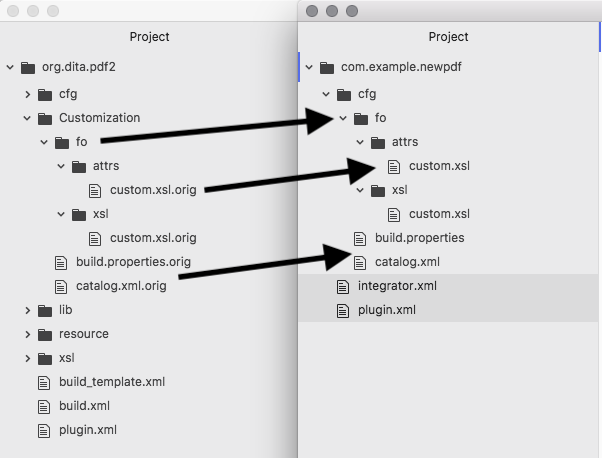 Project
org.dita.pdf2
cfg
Customization
fo
attrs
custom.xsl.orig
xsl
custom.xsl.orig
build.properties.orig
catalog.xml.orig
lib
resource
xsl
build_template.xml
build.xml
plugin.xml
Project
com.example.newpdf
cfg
fo
attrs
custom.xsl
xsl
custom.xsl
build.properties
catalog.xml
integrator.xml
plugin.xml